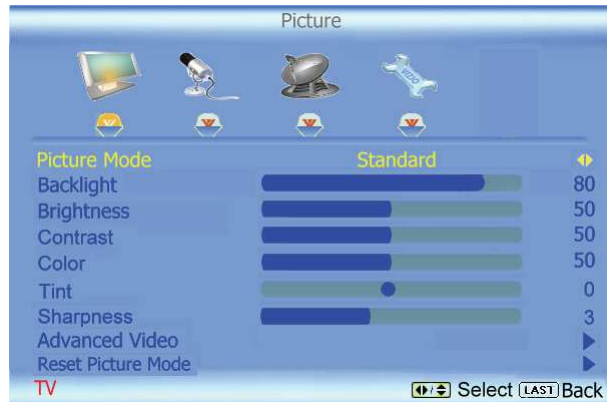 Picture
VIZIO
Picture Mode Standard
Backlight 80
Brightness 50
Contrast 50
Color 50
Tint 0
Sharpness 3
Advanced Video
Reset Picture Mode
TV Select LAST Back